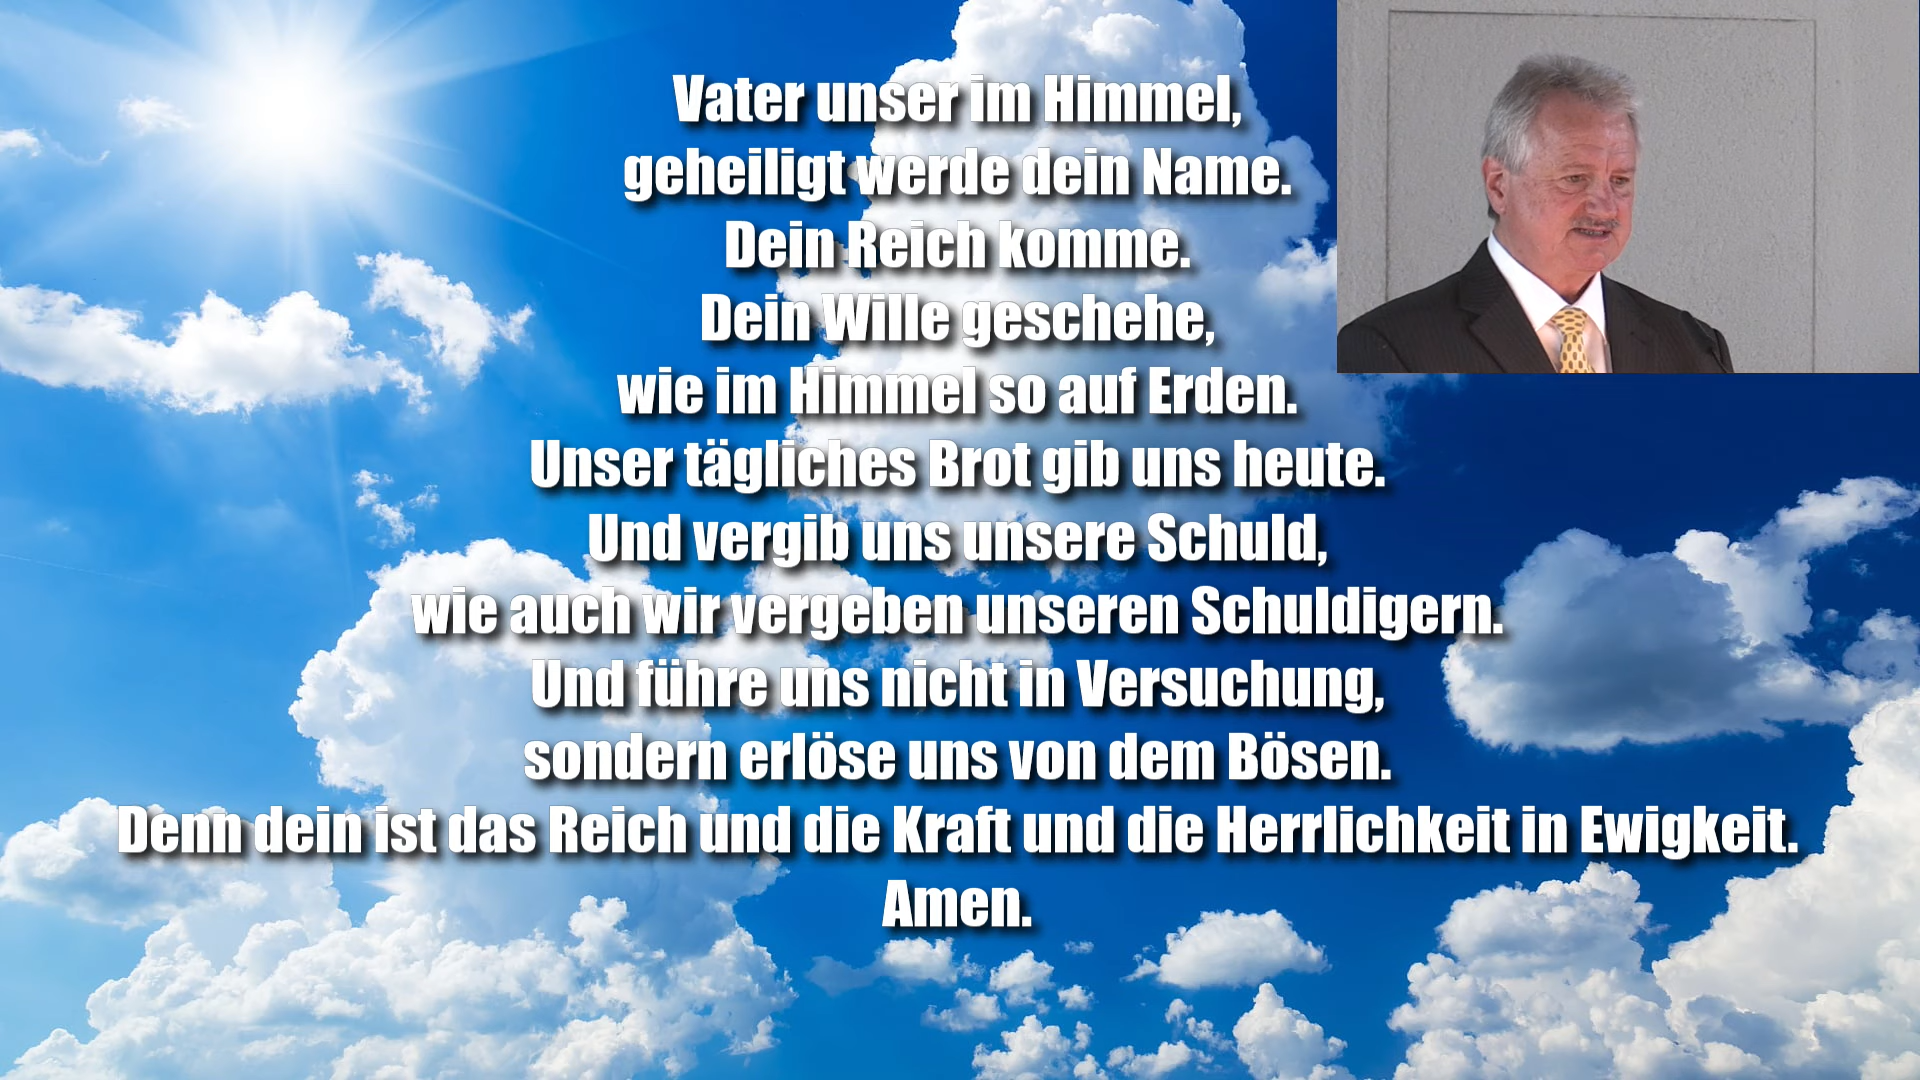 Vater unser im Himmel,
geheiligt werde dein Name.
Dein Reich komme.
Dein Wille geschehe,
wie im Himmel so auf Erden.
Unser tägliches Brot gib uns heute.
Und vergib uns unsere Schuld,
wie auch wir vergeben unseren Schuldigern.
Und führe uns nicht in Versuchung,
sondern erlöse uns von dem Bösen.
Denn dein ist das Reich und die Kraft und die Herrlichkeit in Ewigkeit.
Amen.